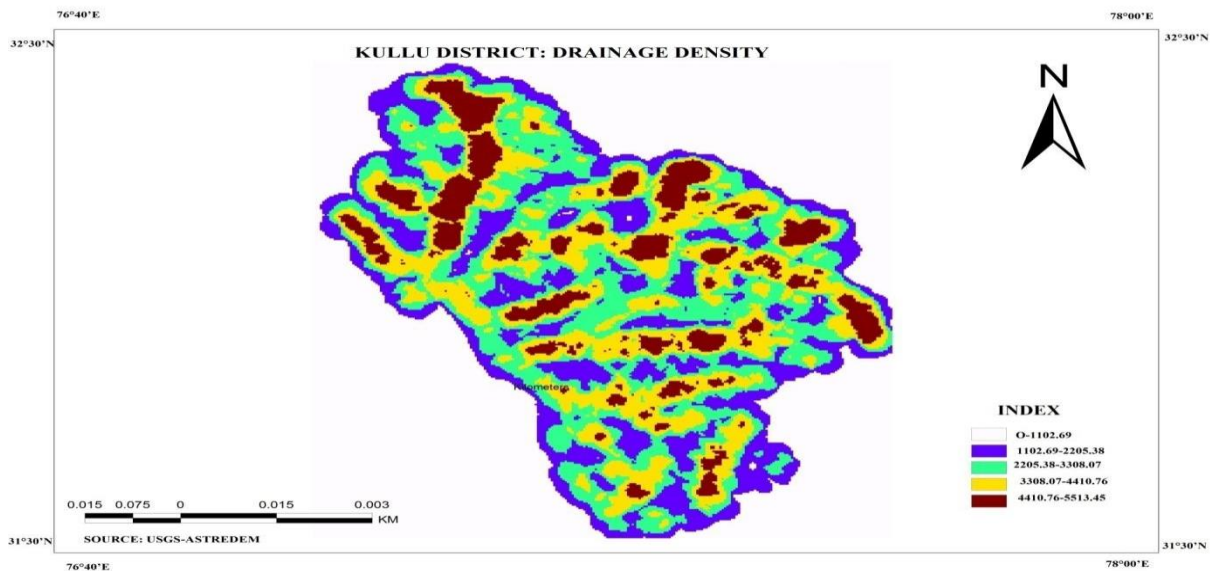 76°40'E
78°00'E
32°30'N
32°30'N
KULLU DISTRICT: DRAINAGE DENSITY
N
Kilometers
INDEX
O-1102.69
1102.69-2205.38
2205.38-3308.07
3308.07-4410.76
4410.76-5513.45
0.015 0.075 0 0.015 0.003
KM
SOURCE: USGS-ASTREDEM
31°30'N
31°30'N
76°40'E
78°00'E